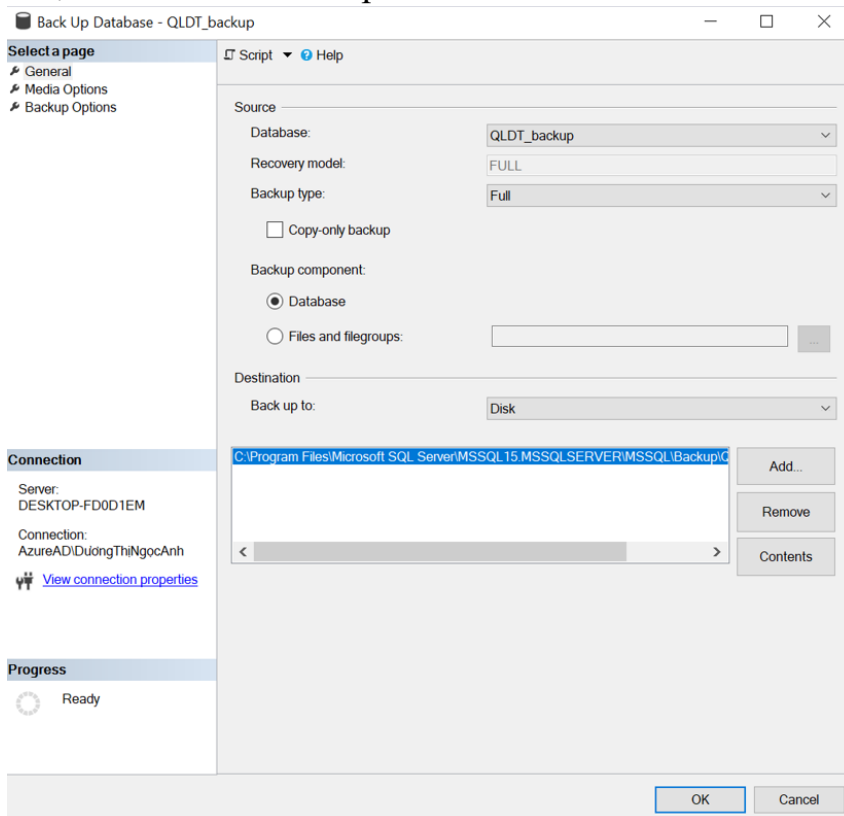 Back Up Database - QLDT_backup
Select a page
General
Media Options
Backup Options
Script Help
Source
Database: QLDT_backup
Recovery model: FULL
Backup type: Full
Copy-only backup
Backup component:
Database
Files and filegroups: ...
Destination
Back up to: Disk
C:\Program Files\Microsoft SQL Server\MSSQL15.MSSQLSERVER\MSSQL\Backup\
Add...
Remove
Contents
Connection
Server:
DESKTOP-FD0D1EM
Connection:
AzureAD\DươngThịNgọcAnh
View connection properties
Progress
Ready
OK Cancel